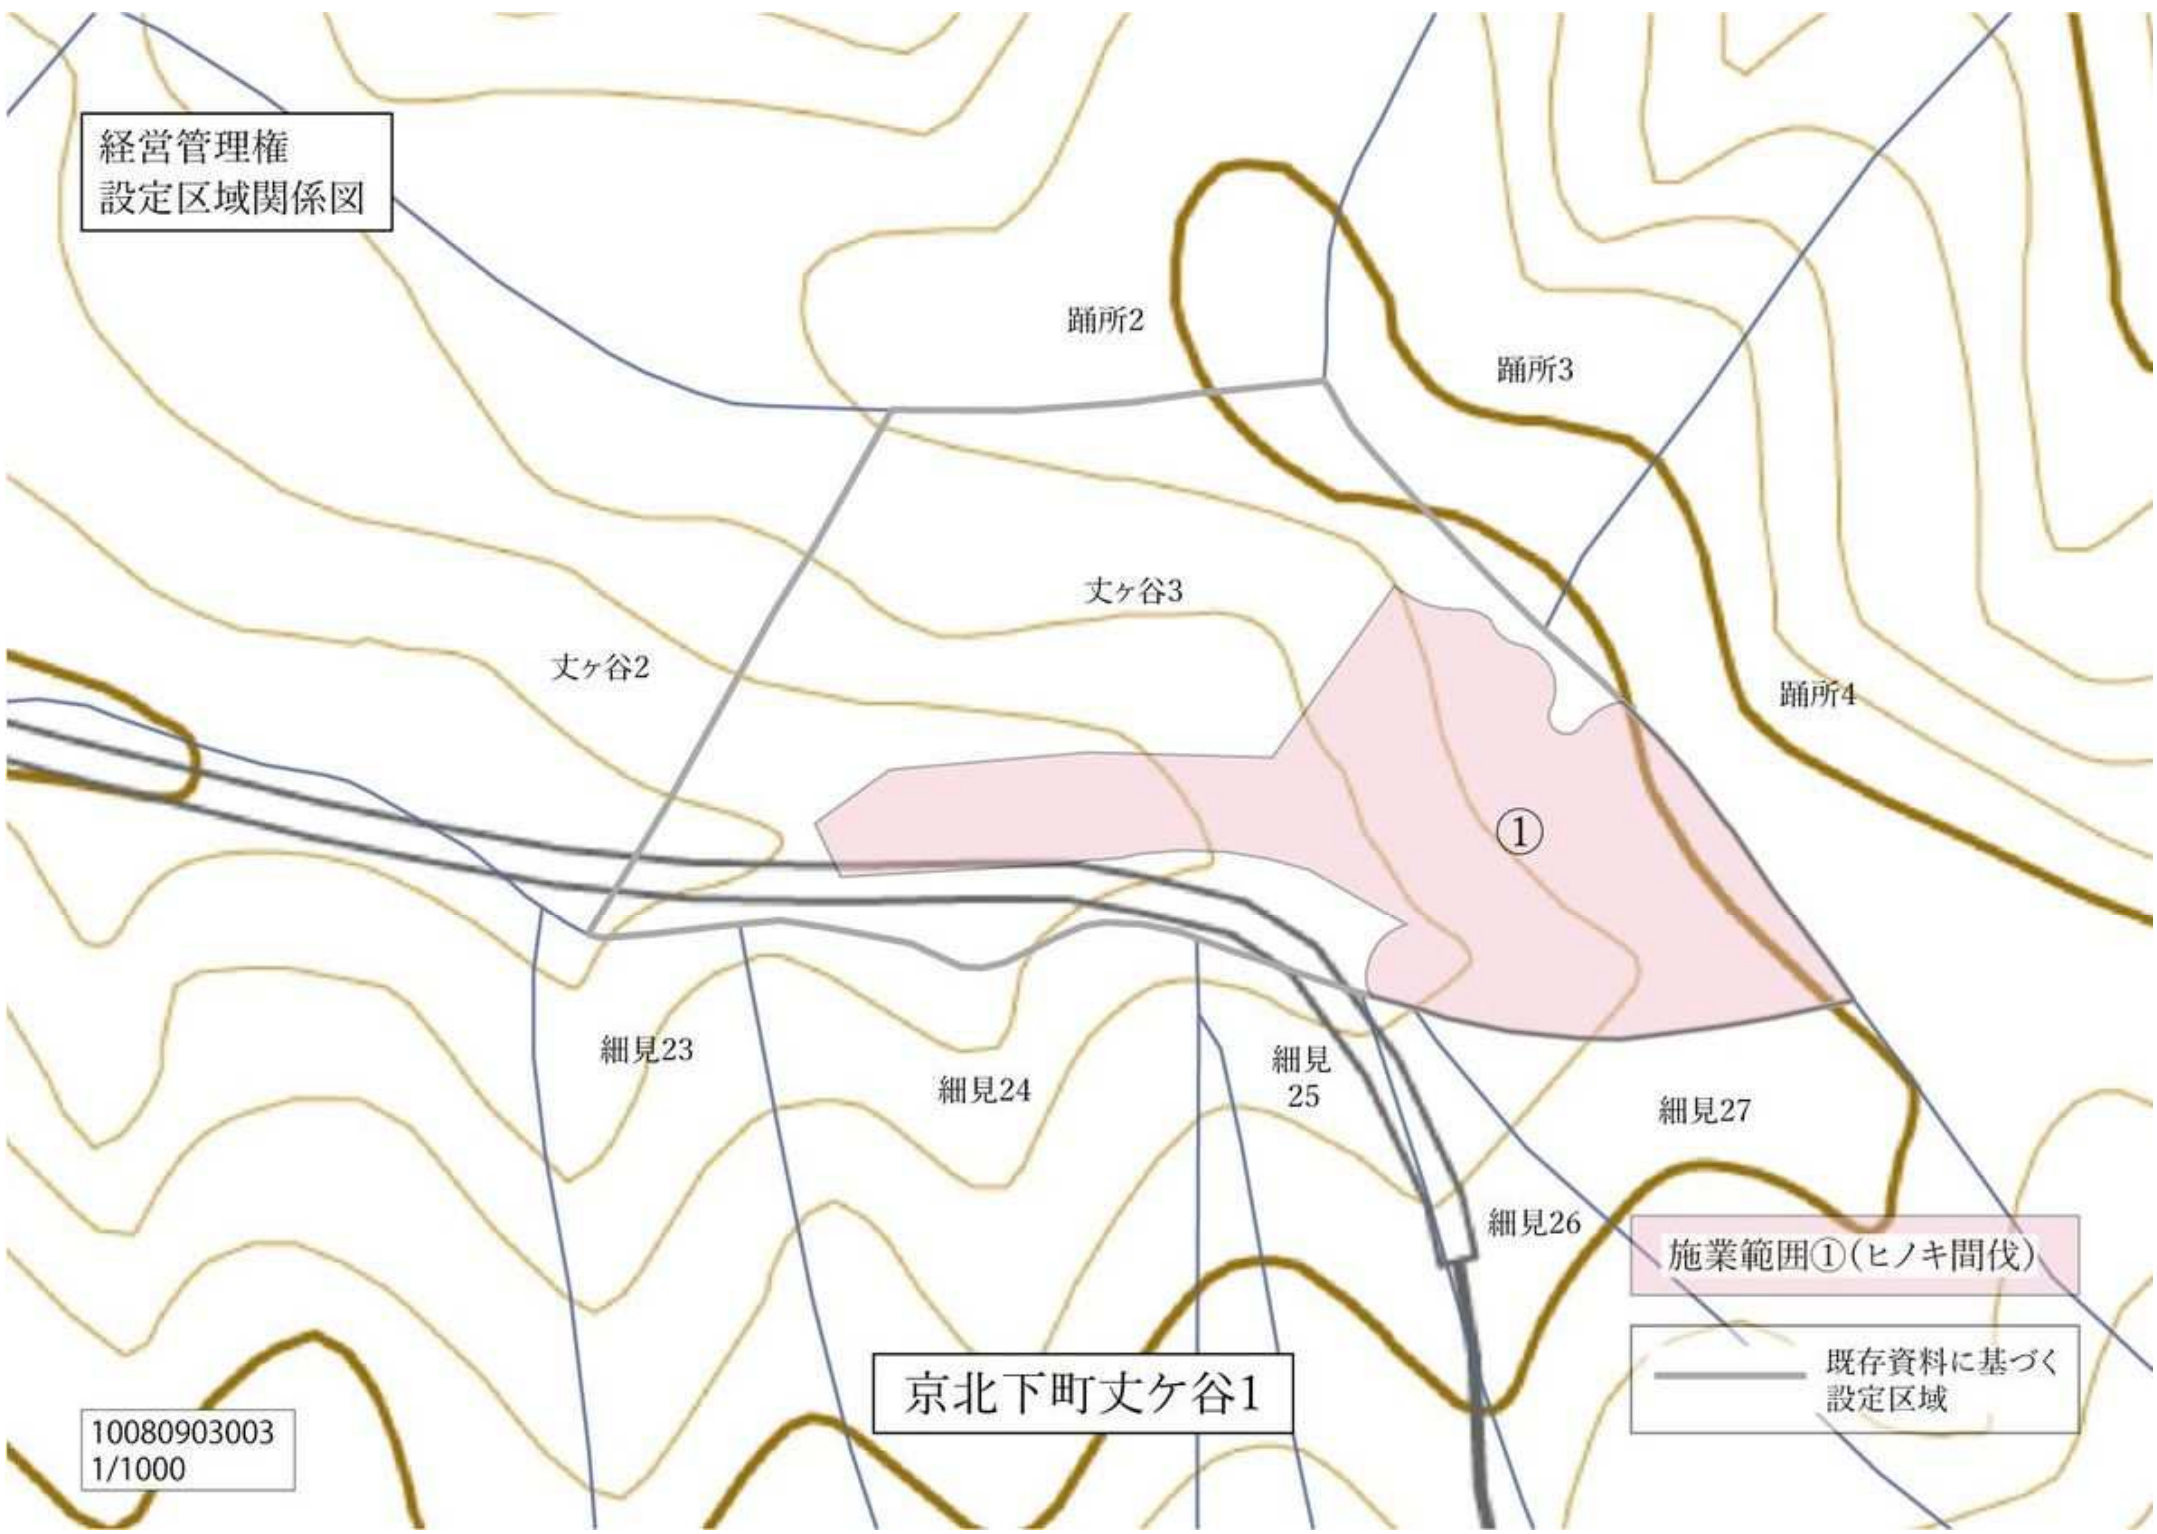 経営管理権
設定区域関係図
踊所2
踊所3
丈ヶ谷3
丈ヶ谷2
踊所4
①
細見23
細見24
細見
25
細見27
細見26
施業範囲①(ヒノキ間伐)
既存資料に基づく
設定区域
京北下町丈ケ谷1
10080903003
1/1000